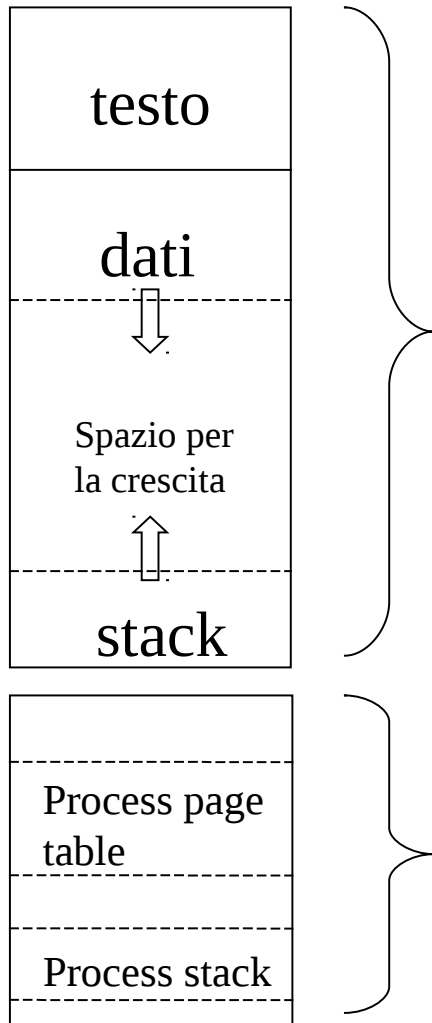 testo
dati
Spazio per
la crescita
stack
Process page
table
Process stack